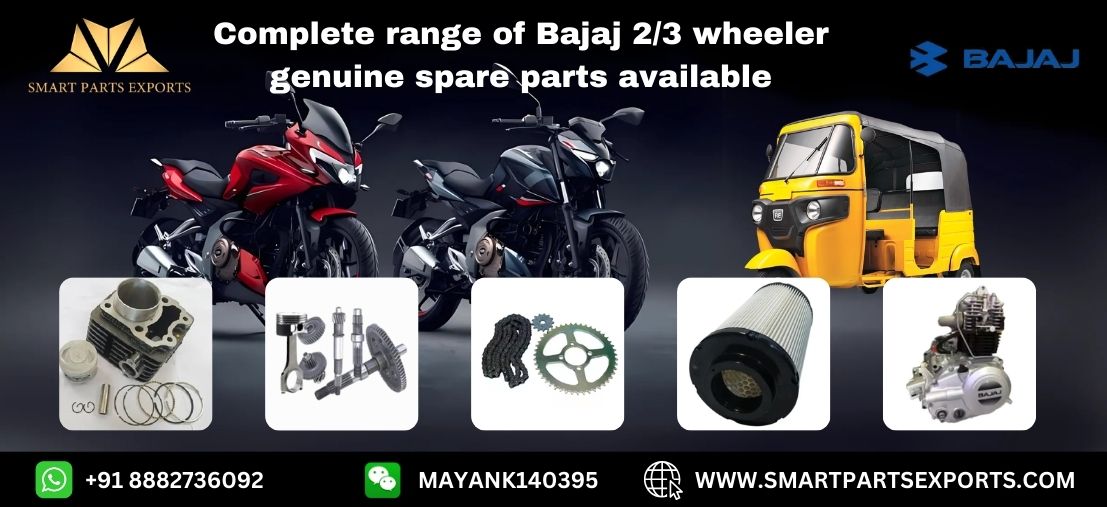 Complete range of Bajaj 2/3 wheeler
genuine spare parts available
SMART PARTS EXPORTS
BAJAJ
RE
BAJAJ
+91 8882736092
MAYANK140395
WWW.SMARTPARTSEXPORTS.COM